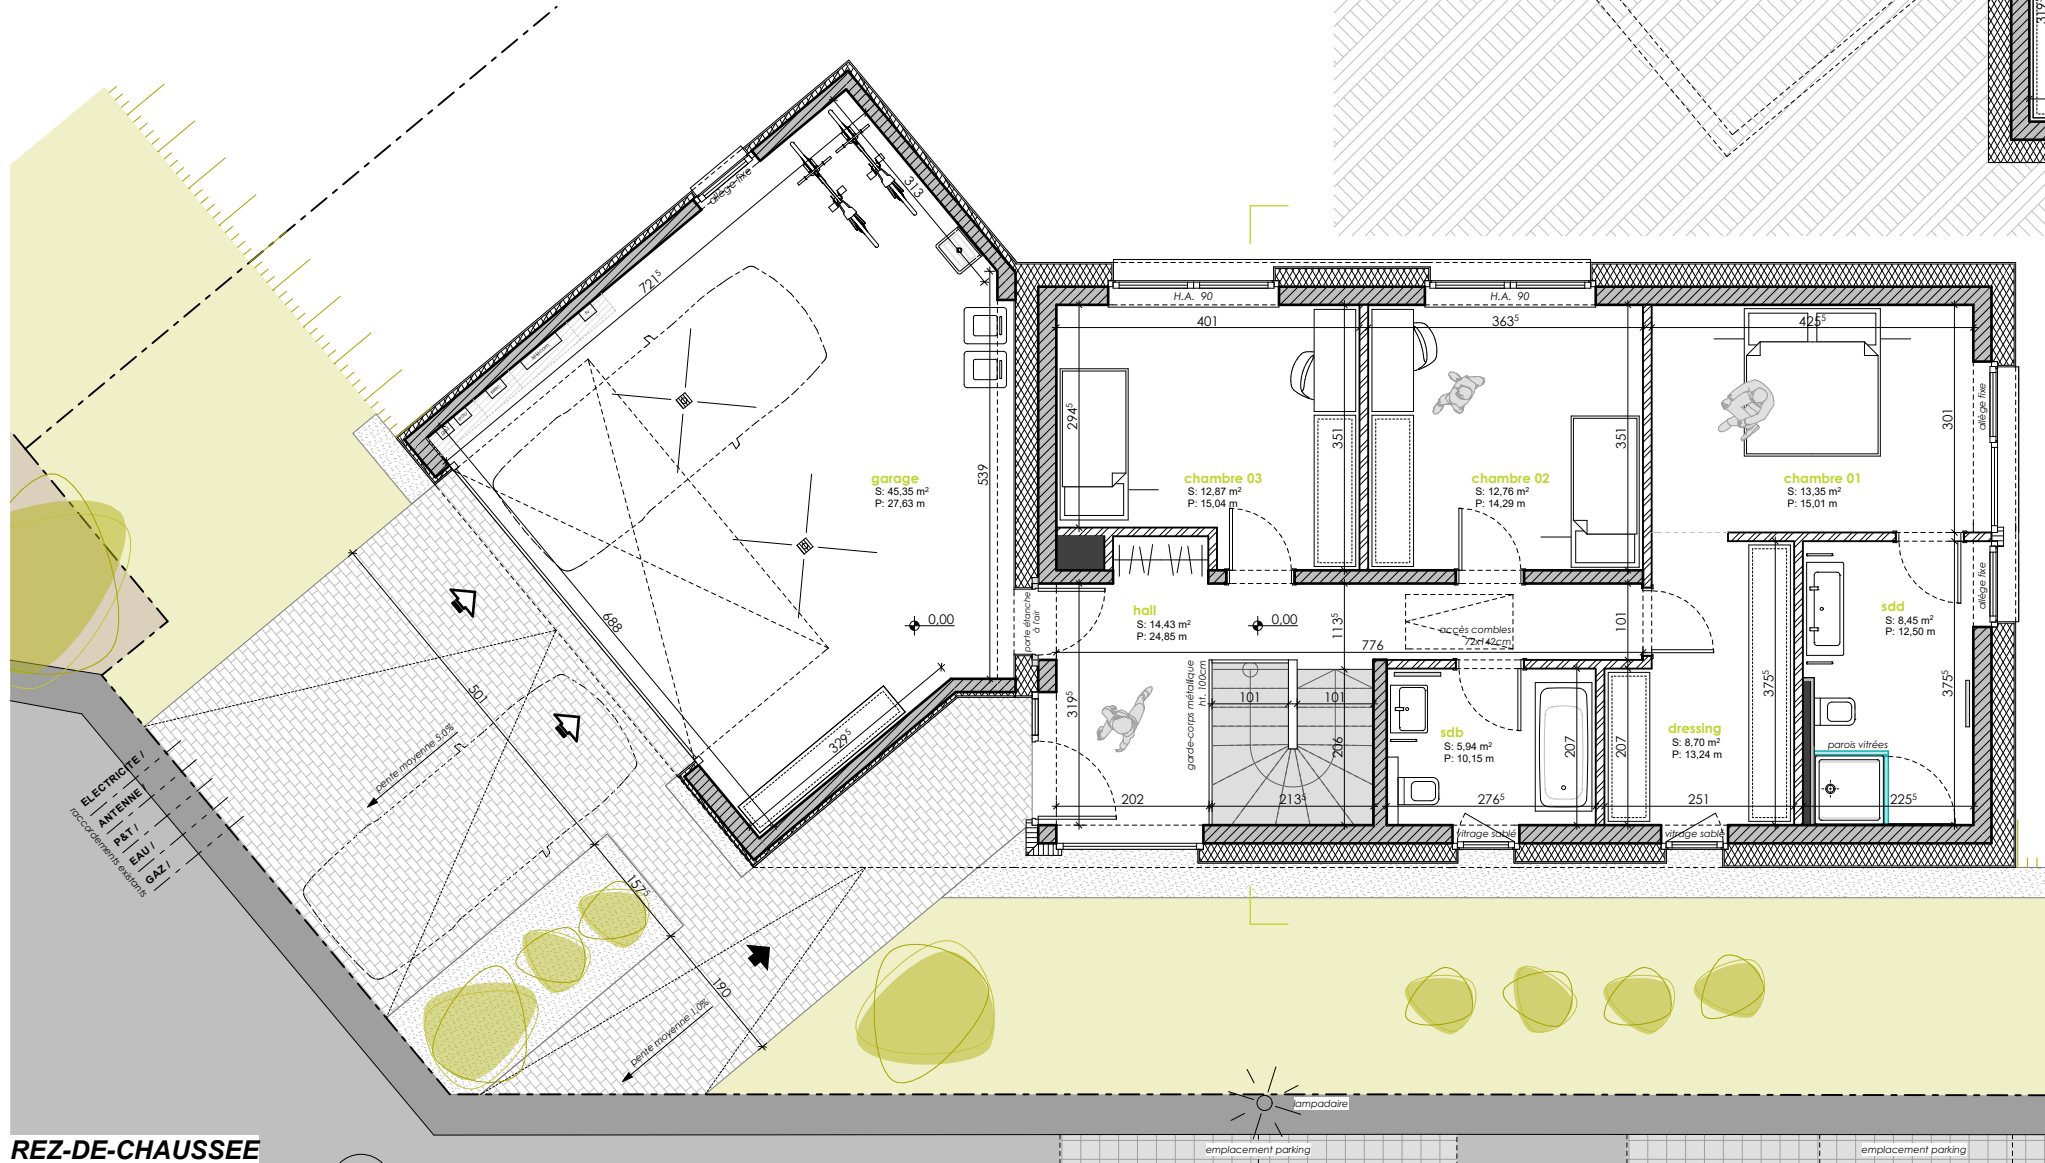 319
allège fixe
313
721⁵
H.A. 90
H.A. 90
401
363⁵
425⁵
294⁵
351
351
301
allège fixe
539
garage
S: 45,35 m²
P: 27,63 m
chambre 03
S: 12,87 m²
P: 15,04 m
chambre 02
S: 12,76 m²
P: 14,29 m
chambre 01
S: 13,35 m²
P: 15,01 m
allège fixe
688
0,00
porte étanche
à l'air
hall
S: 14,43 m²
P: 24,85 m
0,00
113⁵
accès combles
72x142cm
101
776
sdd
S: 8,45 m²
P: 12,50 m
501
319⁵
garde-corps métallique
ht. 100cm
101
101
206
sdb
S: 5,94 m²
P: 10,15 m
207
207
dressing
S: 8,70 m²
P: 13,24 m
375⁵
375⁵
parois vitrées
329⁵
202
213⁵
276⁵
251
225⁵
vitrage sablé
vitrage sablé
pente moyenne 5.0%
ELECTRICITE /
ANTENNE /
P&T /
EAU /
GAZ /
raccordements existants
157⁵
190
pente moyenne 1.0%
lampadaire
REZ-DE-CHAUSSEE
emplacement parking
emplacement parking